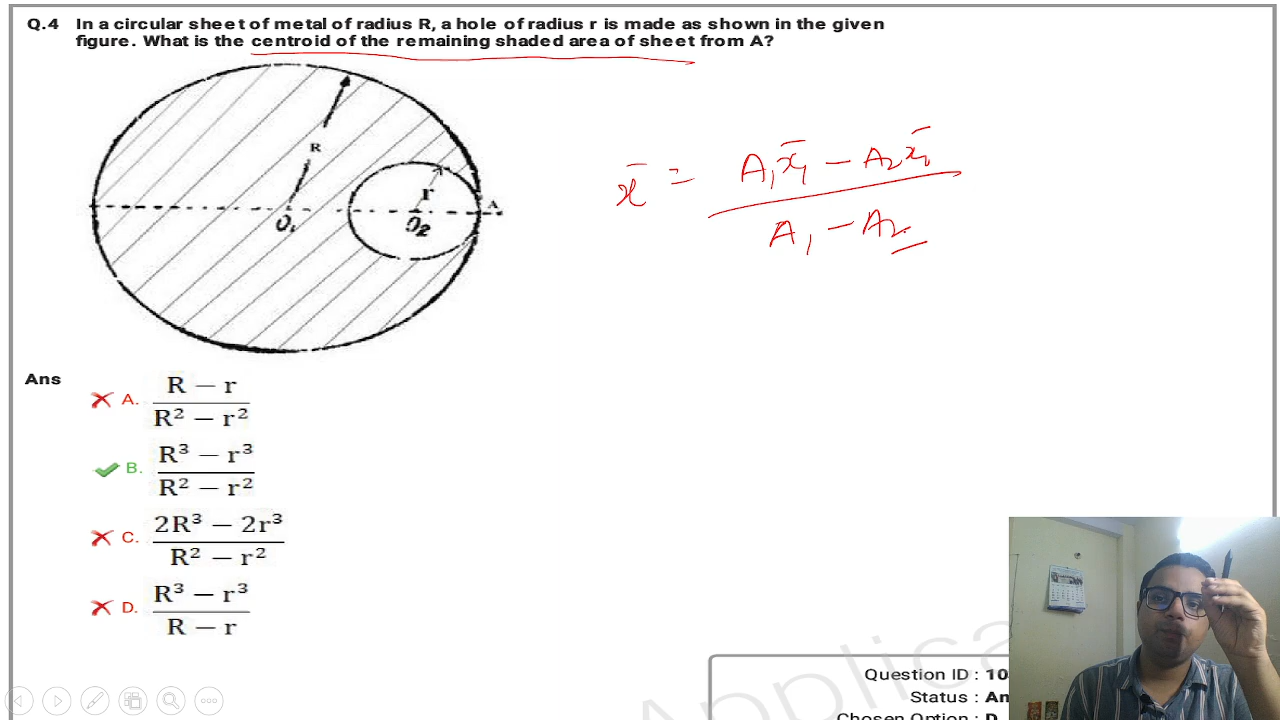 Q.4 In a circular sheet of metal of radius R, a hole of radius r is made as shown in the given
figure. What is the centroid of the remaining shaded area of sheet from A?
R
r
A
O₁
O₂
x̄ = (A₁x̄₁ − A₂x̄₂) / (A₁ − A₂)
Ans
A. (R − r) / (R² − r²)
B. (R³ − r³) / (R² − r²)
C. (2R³ − 2r³) / (R² − r²)
D. (R³ − r³) / (R − r)
Question ID : 10
Status : An
Chosen Option : D